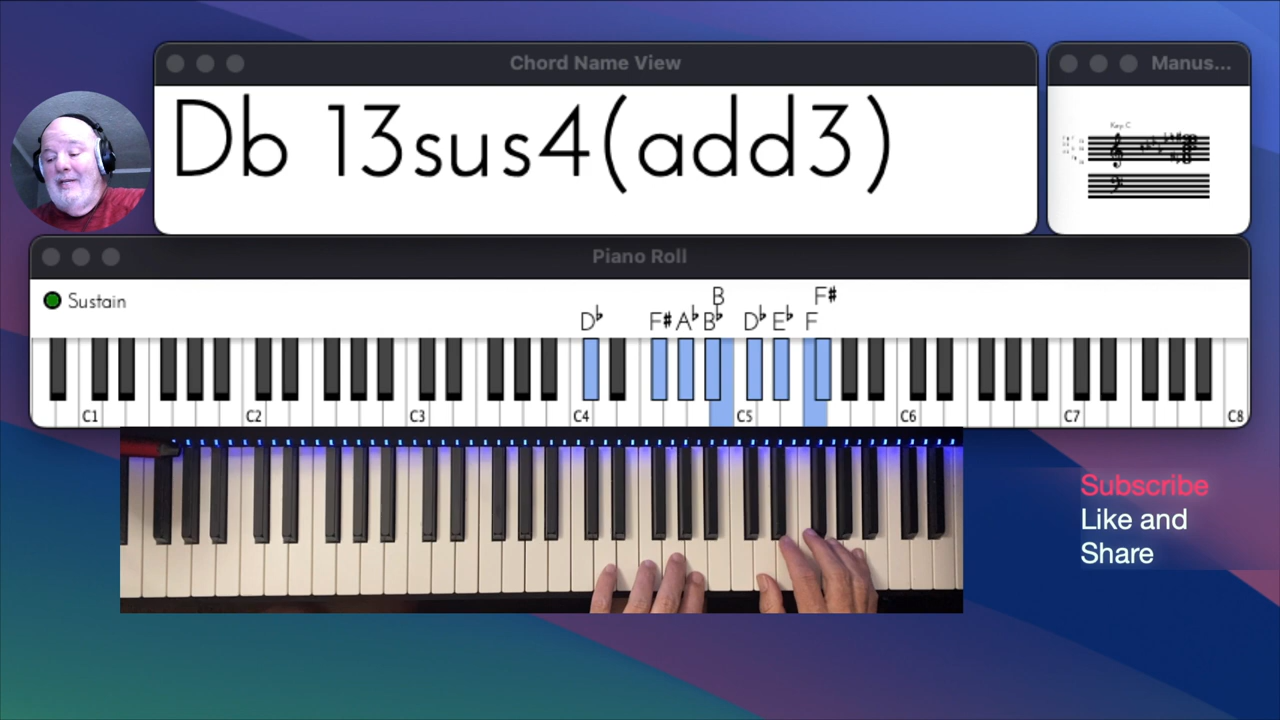 Chord Name View
Manus...
Db 13sus4(add3)
Key: C
Piano Roll
Sustain
B F#
D♭ F# A♭ B♭ D♭ E♭ F
C1 C2 C3 C4 C5 C6 C7 C8
Subscribe
Like and
Share